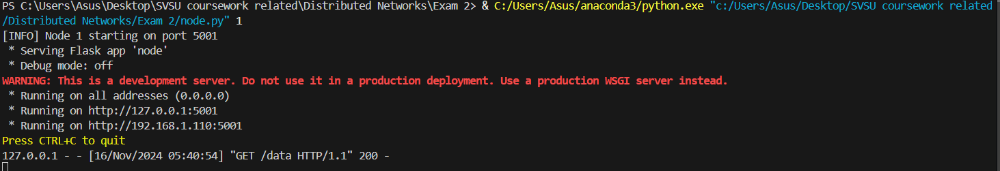 PS C:\Users\Asus\Desktop\SVSU coursework related\Distributed Networks\Exam 2> & C:/Users/Asus/anaconda3/python.exe "c:/Users/Asus/Desktop/SVSU coursework related
/Distributed Networks/Exam 2/node.py" 1
[INFO] Node 1 starting on port 5001
 * Serving Flask app 'node'
 * Debug mode: off
WARNING: This is a development server. Do not use it in a production deployment. Use a production WSGI server instead.
 * Running on all addresses (0.0.0.0)
 * Running on http://127.0.0.1:5001
 * Running on http://192.168.1.110:5001
Press CTRL+C to quit
127.0.0.1 - - [16/Nov/2024 05:40:54] "GET /data HTTP/1.1" 200 -